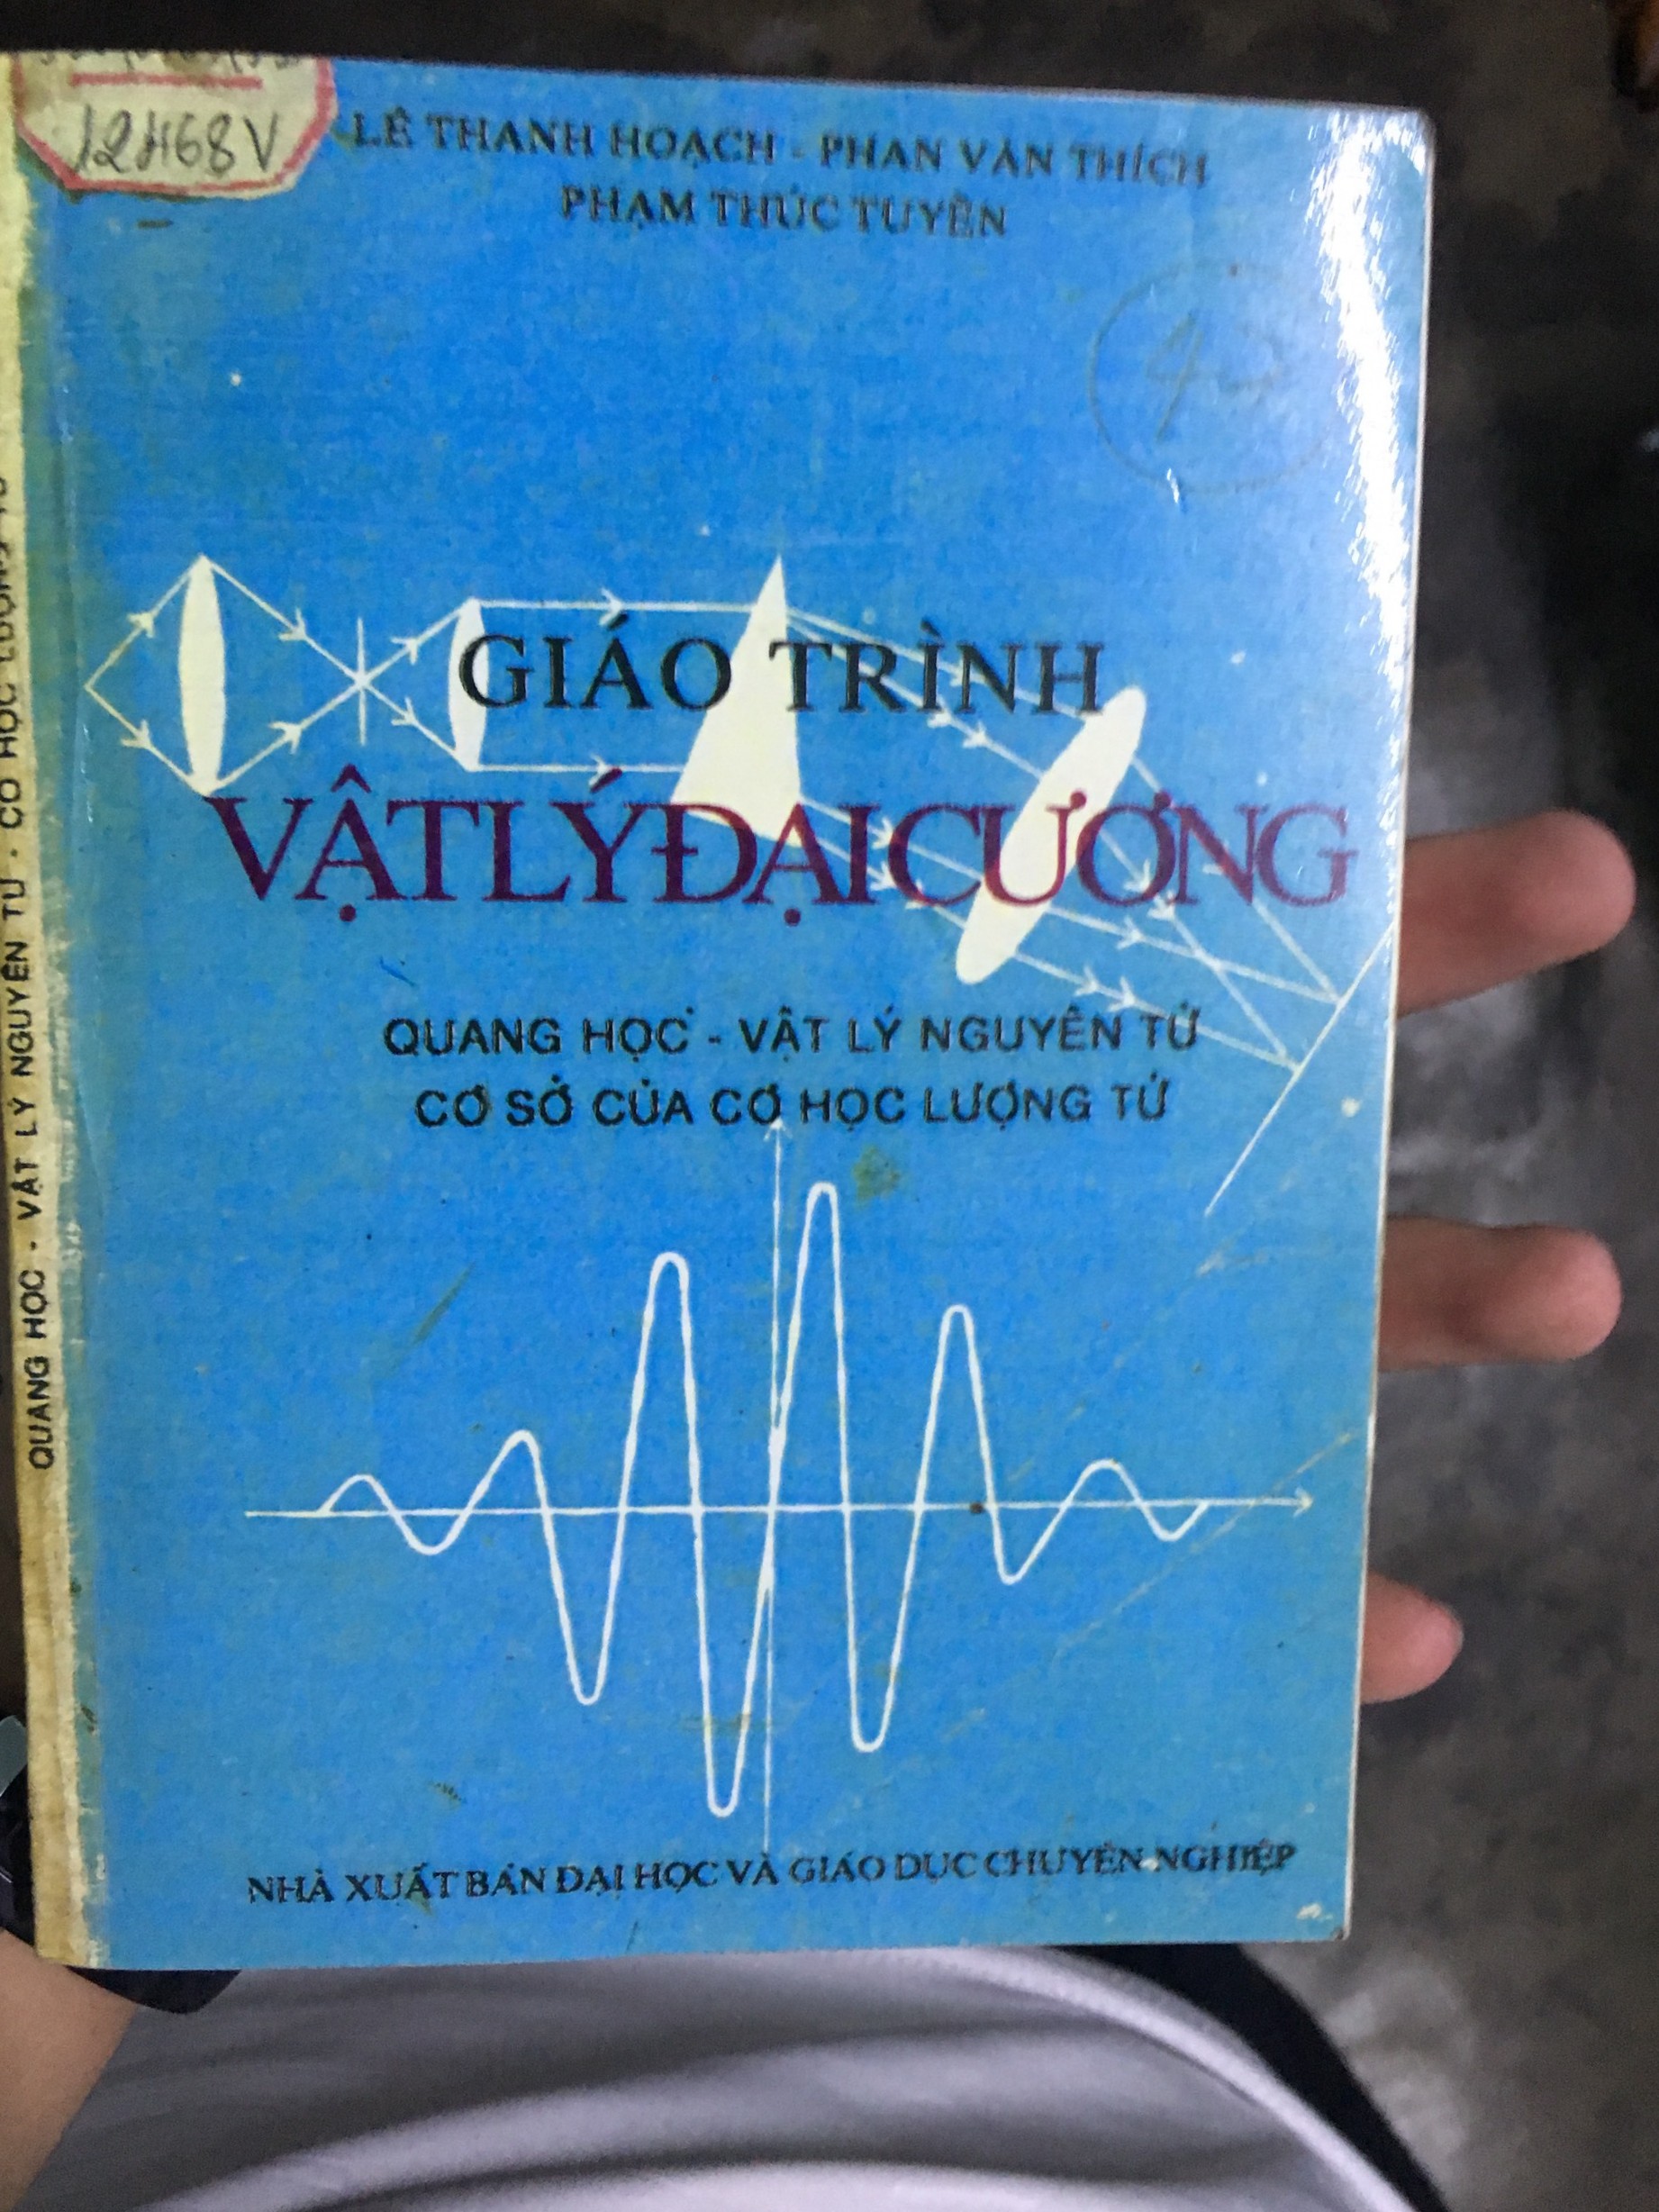 12H68V
LÊ THANH HOẠCH - PHAN VĂN THÍCH
PHẠM THÚC TUYỀN
GIÁO TRÌNH
VẬT LÝ ĐẠI CƯƠNG
QUANG HỌC - VẬT LÝ NGUYÊN TỬ
CƠ SỞ CỦA CƠ HỌC LƯỢNG TỬ
NHÀ XUẤT BẢN ĐẠI HỌC VÀ GIÁO DỤC CHUYÊN NGHIỆP
QUANG HỌC - VẬT LÝ NGUYÊN TỬ - CƠ HỌC LƯỢNG TỬ